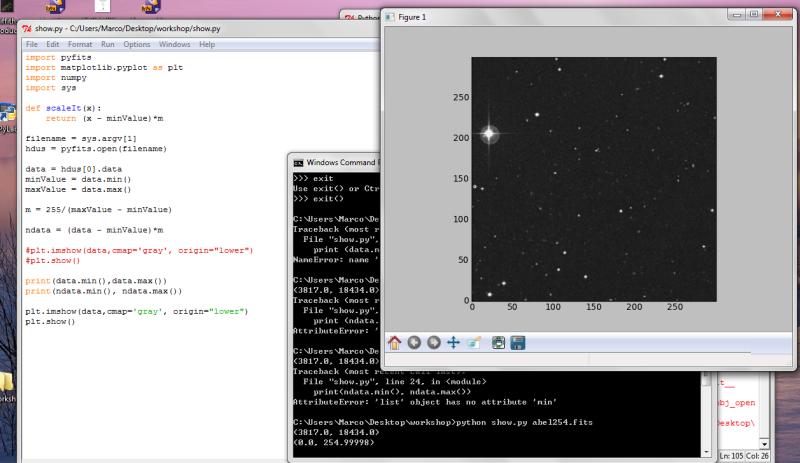 show.py - C:/Users/Marco/Desktop/workshop/show.py
File Edit Format Run Options Windows Help
import pyfits
import matplotlib.pyplot as plt
import numpy
import sys
def scaleIt(x):
return (x - minValue)*m
filename = sys.argv[1]
hdus = pyfits.open(filename)
data = hdus[0].data
minValue = data.min()
maxValue = data.max()
m = 255/(maxValue - minValue)
ndata = (data - minValue)*m
#plt.imshow(data,cmap='gray', origin="lower")
#plt.show()
print(data.min(),data.max())
print(ndata.min(), ndata.max())
plt.imshow(data,cmap='gray', origin="lower")
plt.show()
Windows Command P
>>> exit
Use exit() or Ctr
>>> exit()
C:\Users\Marco\De
Traceback (most r
File "show.py",
print (data.m
NameError: name '
C:\Users\Marco\De
(3817.0, 18434.0)
Traceback (most r
File "show.py",
print (ndata.
AttributeError: '
C:\Users\Marco\De
(3817.0, 18434.0)
Traceback (most recent call last):
File "show.py", line 24, in <module>
print(ndata.min(), ndata.max())
AttributeError: 'list' object has no attribute 'min'
C:\Users\Marco\Desktop\workshop>python show.py abel254.fits
(3817.0, 18434.0)
(0.0, 254.99998)
Figure 1
250
200
150
100
50
0
0 50 100 150 200 250
bj_open
esktop\
Ln: 105 Col: 26